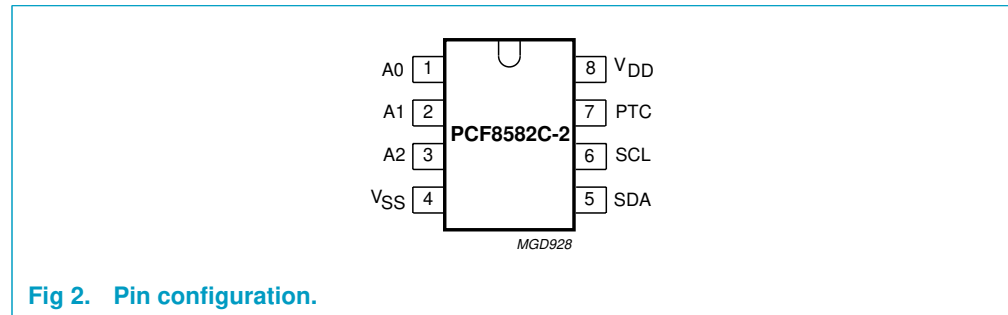 A0 1
A1 2
A2 3
VSS 4
PCF8582C-2
8 VDD
7 PTC
6 SCL
5 SDA
MGD928
Fig 2. Pin configuration.